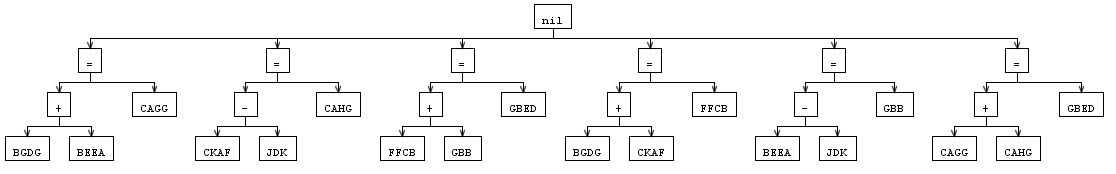 nil
= = = = = =
+ CAGG - CAHG + GBED + FFCB - GBB + GBED
BGDG BEEA CKAF JDK FFCB GBB BGDG CKAF BEEA JDK CAGG CAHG